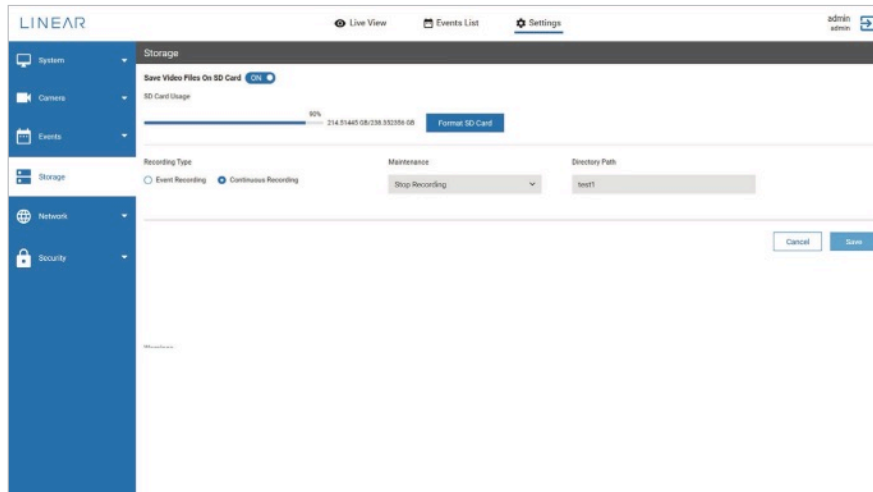 LINEAR
Live View
Events List
Settings
admin
admin
System
Camera
Events
Storage
Network
Security
Storage
Save Video Files On SD Card ON
SD Card Usage
90%
214.51445 GB/238.352356 GB
Format SD Card
Recording Type
Event Recording
Continuous Recording
Maintenance
Stop Recording
Directory Path
test1
Cancel
Save